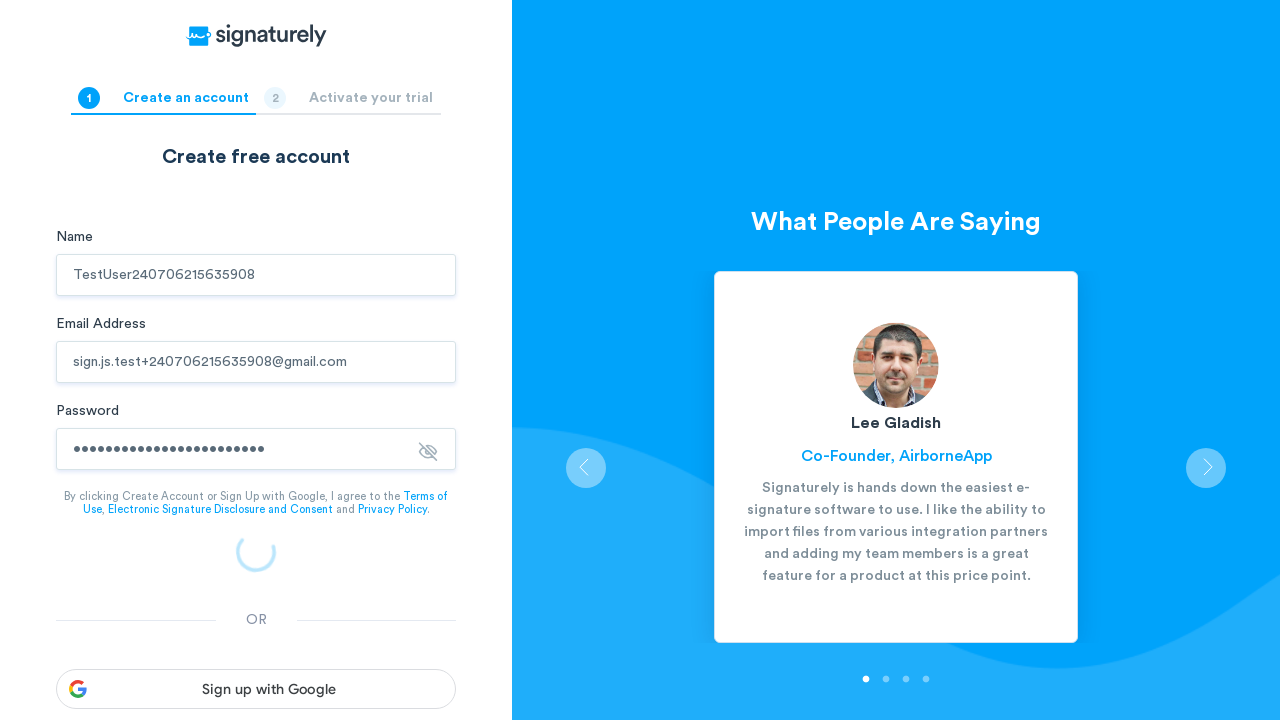 signaturely
1 Create an account 2 Activate your trial
Create free account
Name
TestUser240706215635908
Email Address
sign.js.test+240706215635908@gmail.com
Password
••••••••••••••••••••••••
By clicking Create Account or Sign Up with Google, I agree to the Terms of
Use, Electronic Signature Disclosure and Consent and Privacy Policy.
OR
Sign up with Google
What People Are Saying
Lee Gladish
Co-Founder, AirborneApp
Signaturely is hands down the easiest e-
signature software to use. I like the ability to
import files from various integration partners
and adding my team members is a great
feature for a product at this price point.